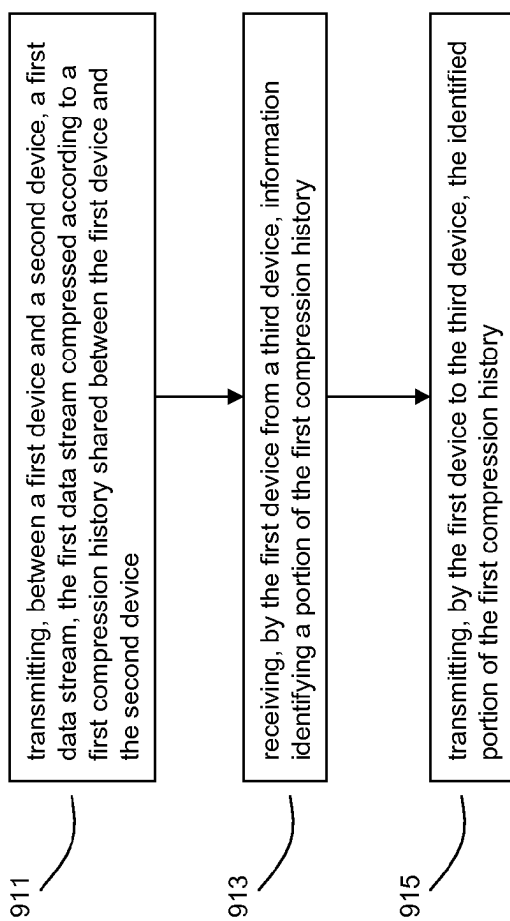 911
transmitting, between a first device and a second device, a first
data stream, the first data stream compressed according to a
first compression history shared between the first device and
the second device
913
receiving, by the first device from a third device, information
identifying a portion of the first compression history
915
transmitting, by the first device to the third device, the identified
portion of the first compression history